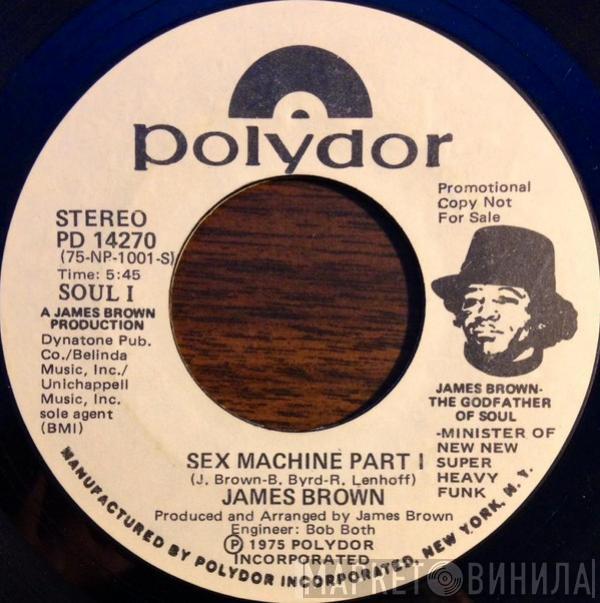 polydor
Promotional
Copy Not
For Sale
STEREO
PD 14270
(75-NP-1001-S)
Time: 5:45
SOUL I
A JAMES BROWN
PRODUCTION
Dynatone Pub.
Co./Belinda
Music, Inc./
Unichappell
Music, Inc.
sole agent
(BMI)
JAMES BROWN-
THE GODFATHER
OF SOUL
-MINISTER OF
NEW NEW
SUPER
HEAVY
FUNK
SEX MACHINE PART I
(J. Brown-B. Byrd-R. Lenhoff)
JAMES BROWN
Produced and Arranged by James Brown
Engineer: Bob Both
Ⓟ 1975 POLYDOR
INCORPORATED
MANUFACTURED BY POLYDOR INCORPORATED, NEW YORK, N.Y.
МАРКЕТ ВИНИЛА